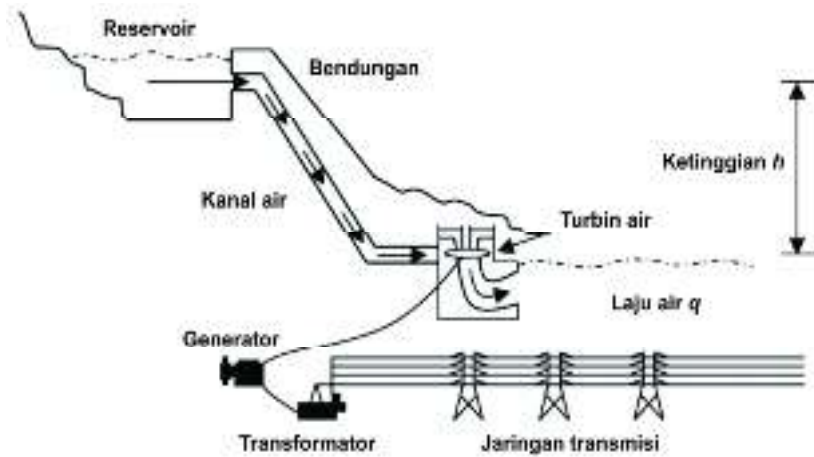 Reservoir
Bendungan
Ketinggian h
Kanal air
Turbin air
Laju air q
Generator
Transformator
Jaringan transmisi